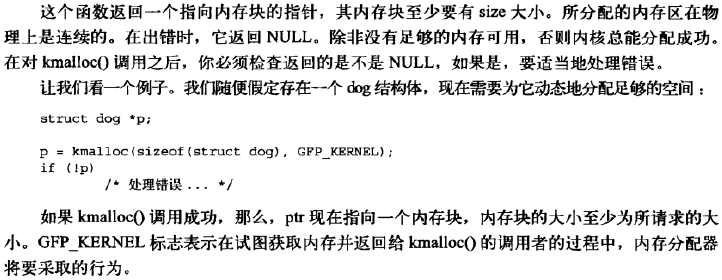 这个函数返回一个指向内存块的指针，其内存块至少要有 size 大小。所分配的内存区在物
理上是连续的。在出错时，它返回 NULL。除非没有足够的内存可用，否则内核总能分配成功。
在对 kmalloc() 调用之后，你必须检查返回的是不是 NULL，如果是，要适当地处理错误。
让我们看一个例子。我们随便假定存在一个 dog 结构体，现在需要为它动态地分配足够的空间：
struct dog *p;
p = kmalloc(sizeof(struct dog), GFP_KERNEL);
if (!p)
/* 处理错误 ... */
如果 kmalloc() 调用成功，那么，ptr 现在指向一个内存块，内存块的大小至少为所请求的大
小。GFP_KERNEL 标志表示在试图获取内存并返回给 kmalloc() 的调用者的过程中，内存分配器
将要采取的行为。